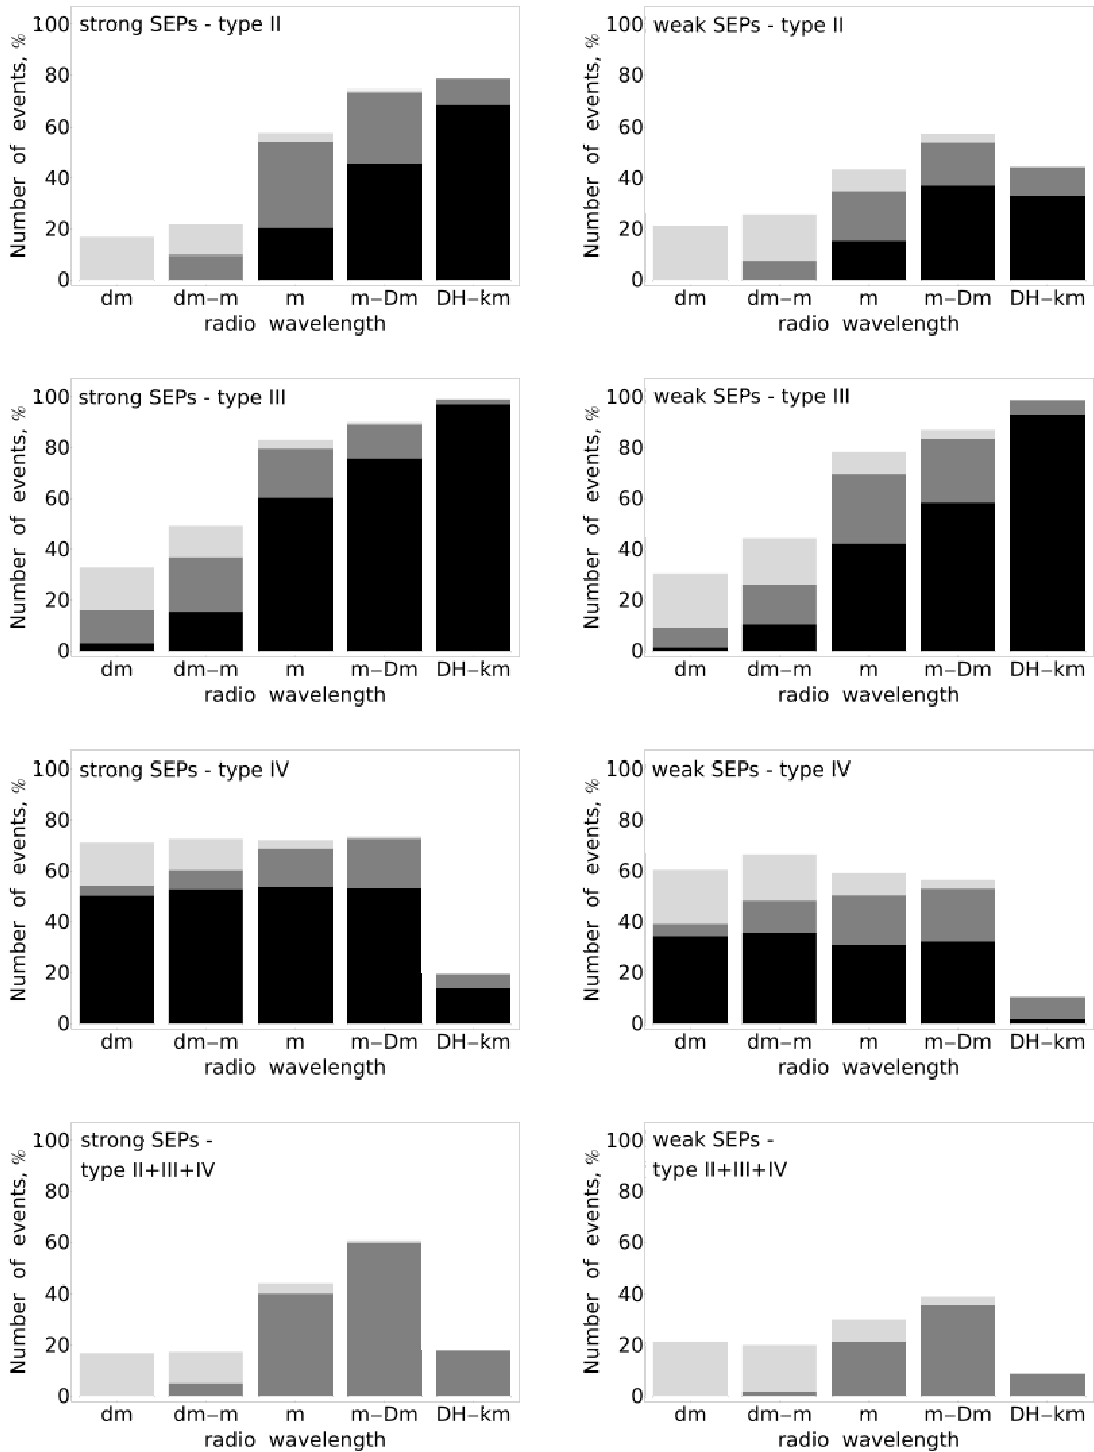 strong SEPs - type II
Number of events, %
100
80
60
40
20
0
dm dm−m m m−Dm DH−km
radio wavelength
weak SEPs - type II
Number of events, %
100
80
60
40
20
0
dm dm−m m m−Dm DH−km
radio wavelength
strong SEPs - type III
Number of events, %
100
80
60
40
20
0
dm dm−m m m−Dm DH−km
radio wavelength
weak SEPs - type III
Number of events, %
100
80
60
40
20
0
dm dm−m m m−Dm DH−km
radio wavelength
strong SEPs - type IV
Number of events, %
100
80
60
40
20
0
dm dm−m m m−Dm DH−km
radio wavelength
weak SEPs - type IV
Number of events, %
100
80
60
40
20
0
dm dm−m m m−Dm DH−km
radio wavelength
strong SEPs -
type II+III+IV
Number of events, %
100
80
60
40
20
0
dm dm−m m m−Dm DH−km
radio wavelength
weak SEPs -
type II+III+IV
Number of events, %
100
80
60
40
20
0
dm dm−m m m−Dm DH−km
radio wavelength